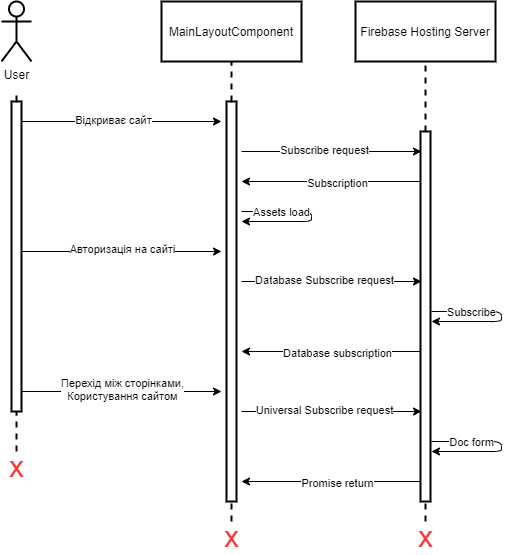 MainLayoutComponent
Firebase Hosting Server
User
Відкриває сайт
Subscribe request
Subscription
Assets load
Авторизація на сайті
Database Subscribe request
Subscribe
Database subscription
Перехід між сторінками,
Користування сайтом
Universal Subscribe request
Doc form
Promise return
X
X
X